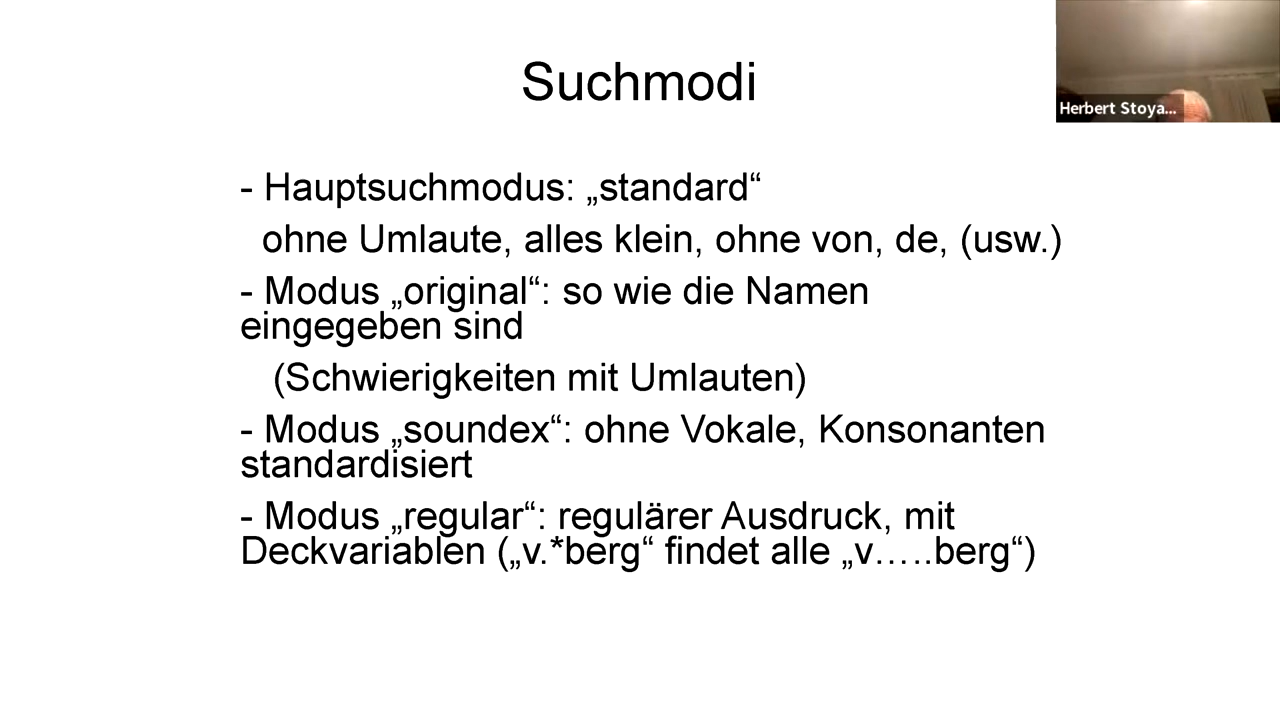 Suchmodi
Herbert Stoya...
- Hauptsuchmodus: „standard“
ohne Umlaute, alles klein, ohne von, de, (usw.)
- Modus „original“: so wie die Namen
eingegeben sind
(Schwierigkeiten mit Umlauten)
- Modus „soundex“: ohne Vokale, Konsonanten
standardisiert
- Modus „regular“: regulärer Ausdruck, mit
Deckvariablen („v.*berg“ findet alle „v…..berg“)